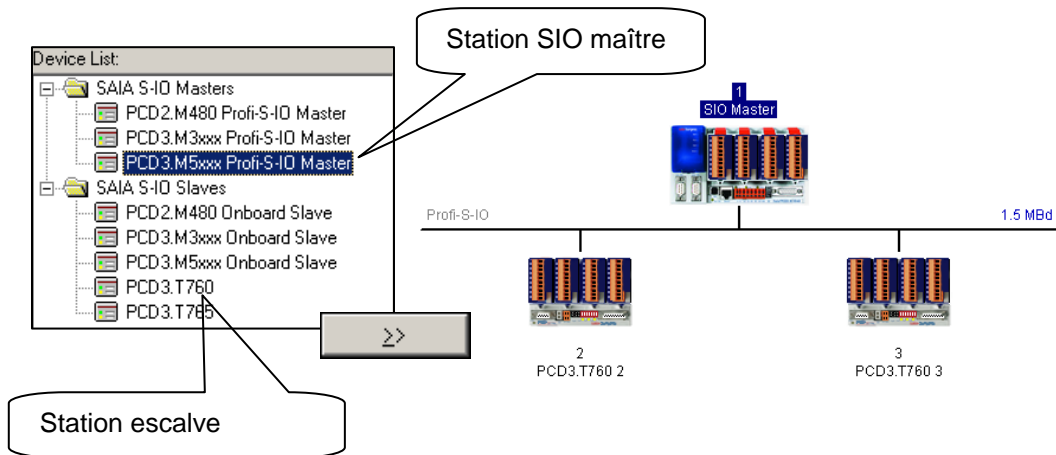 Station SIO maître
Device List:
SAIA S-IO Masters
PCD2.M480 Profi-S-IO Master
PCD3.M3xxx Profi-S-IO Master
PCD3.M5xxx Profi-S-IO Master
SAIA S-IO Slaves
PCD2.M480 Onboard Slave
PCD3.M3xxx Onboard Slave
PCD3.M5xxx Onboard Slave
PCD3.T760
PCD3.T765
>>
Station escalve
1
SIO Master
Profi-S-IO
1.5 MBd
2
PCD3.T760 2
3
PCD3.T760 3